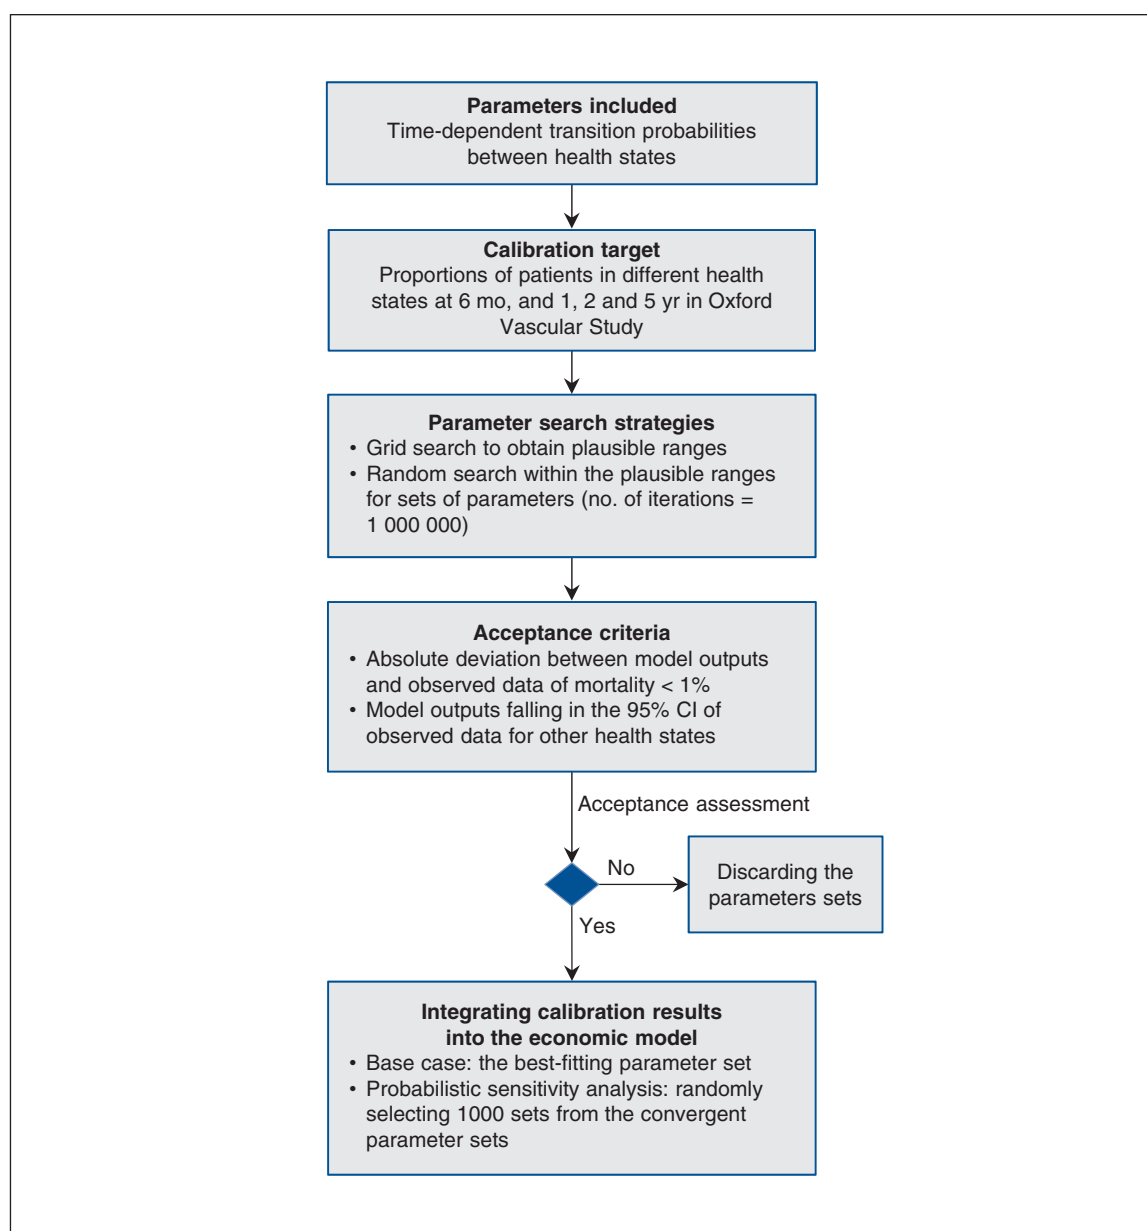 Parameters included
Time-dependent transition probabilities
between health states
Calibration target
Proportions of patients in different health
states at 6 mo, and 1, 2 and 5 yr in Oxford
Vascular Study
Parameter search strategies
• Grid search to obtain plausible ranges
• Random search within the plausible ranges
for sets of parameters (no. of iterations =
1 000 000)
Acceptance criteria
• Absolute deviation between model outputs
and observed data of mortality < 1%
• Model outputs falling in the 95% CI of
observed data for other health states
Acceptance assessment
No
Discarding the
parameters sets
Yes
Integrating calibration results
into the economic model
• Base case: the best-fitting parameter set
• Probabilistic sensitivity analysis: randomly
selecting 1000 sets from the convergent
parameter sets